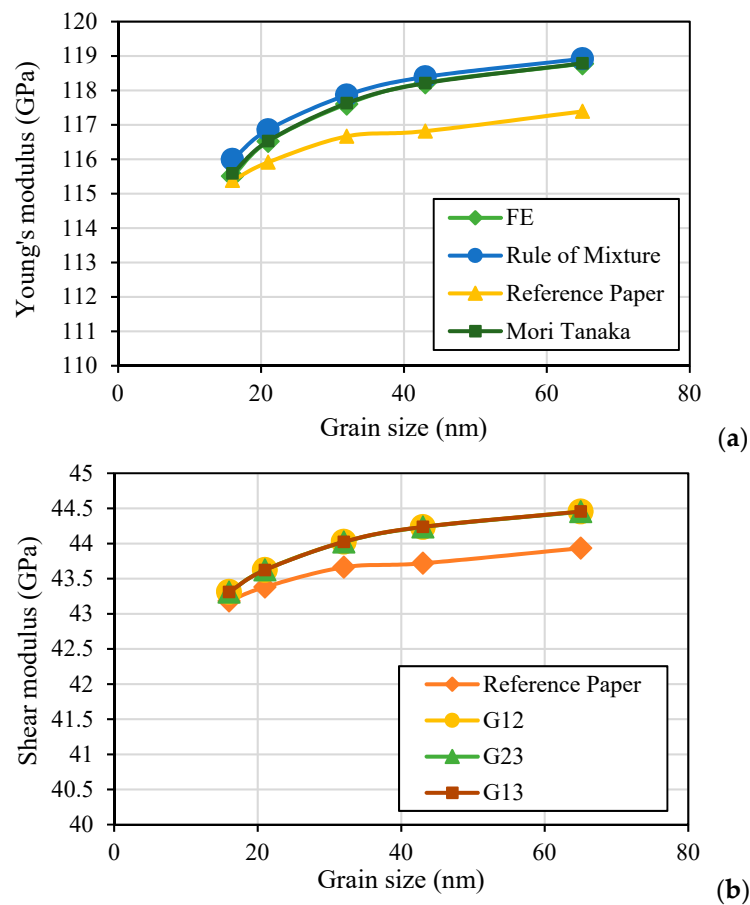 120
119
118
117
116
115
114
113
112
111
110
Young's modulus (GPa)
FE
Rule of Mixture
Reference Paper
Mori Tanaka
0 20 40 60 80
Grain size (nm)
(a)
45
44.5
44
43.5
43
42.5
42
41.5
41
40.5
40
Shear modulus (GPa)
Reference Paper
G12
G23
G13
0 20 40 60 80
Grain size (nm)
(b)